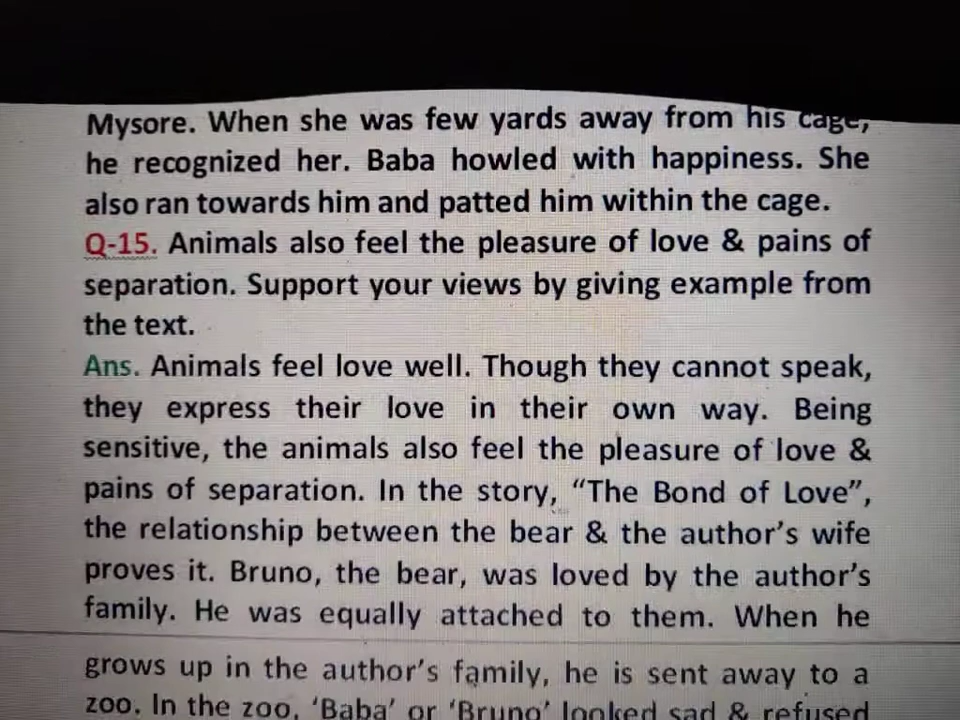 Mysore. When she was few yards away from his cage,
he recognized her. Baba howled with happiness. She
also ran towards him and patted him within the cage.
Q-15. Animals also feel the pleasure of love & pains of
separation. Support your views by giving example from
the text.
Ans. Animals feel love well. Though they cannot speak,
they express their love in their own way. Being
sensitive, the animals also feel the pleasure of love &
pains of separation. In the story, “The Bond of Love”,
the relationship between the bear & the author’s wife
proves it. Bruno, the bear, was loved by the author’s
family. He was equally attached to them. When he
grows up in the author’s family, he is sent away to a
zoo. In the zoo, ‘Baba’ or ‘Bruno’ looked sad & refused